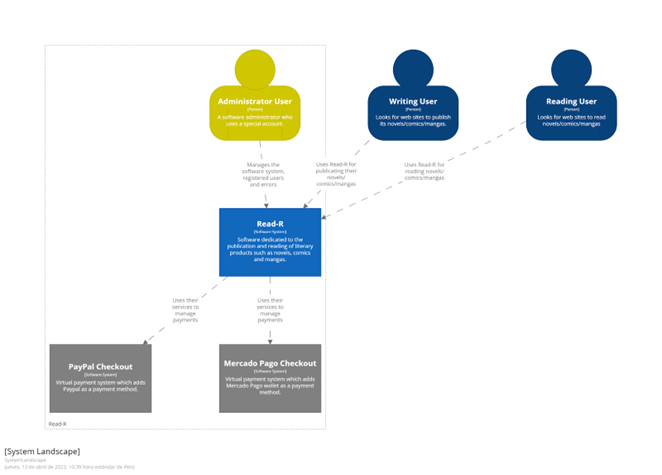 Administrator User
[Person]
A software administrator who
uses a special account.
Writing User
[Person]
Looks for web sites to publish
its novels/comics/mangas.
Reading User
[Person]
Looks for web sites to read
novels/comics/mangas
Manages the
software system,
registered users
and errors
Uses Read-R for
publicating their
novels/
comics/mangas
Uses Read-R for
reading novels/
comics/mangas
Read-R
[Software System]
Software dedicated to the
publication and reading of literary
products such as novels, comics
and mangas.
Uses their
services to
manage
payments
Uses their
services to
manage
payments
PayPal Checkout
[Software System]
Virtual payment system which adds
Paypal as a payment method.
Mercado Pago Checkout
[Software System]
Virtual payment system which adds
Mercado Pago wallet as a payment
method.
Read-R
[System Landscape]
SystemLandscape
jueves, 13 de abril de 2023, 10:39 hora estándar de Perú